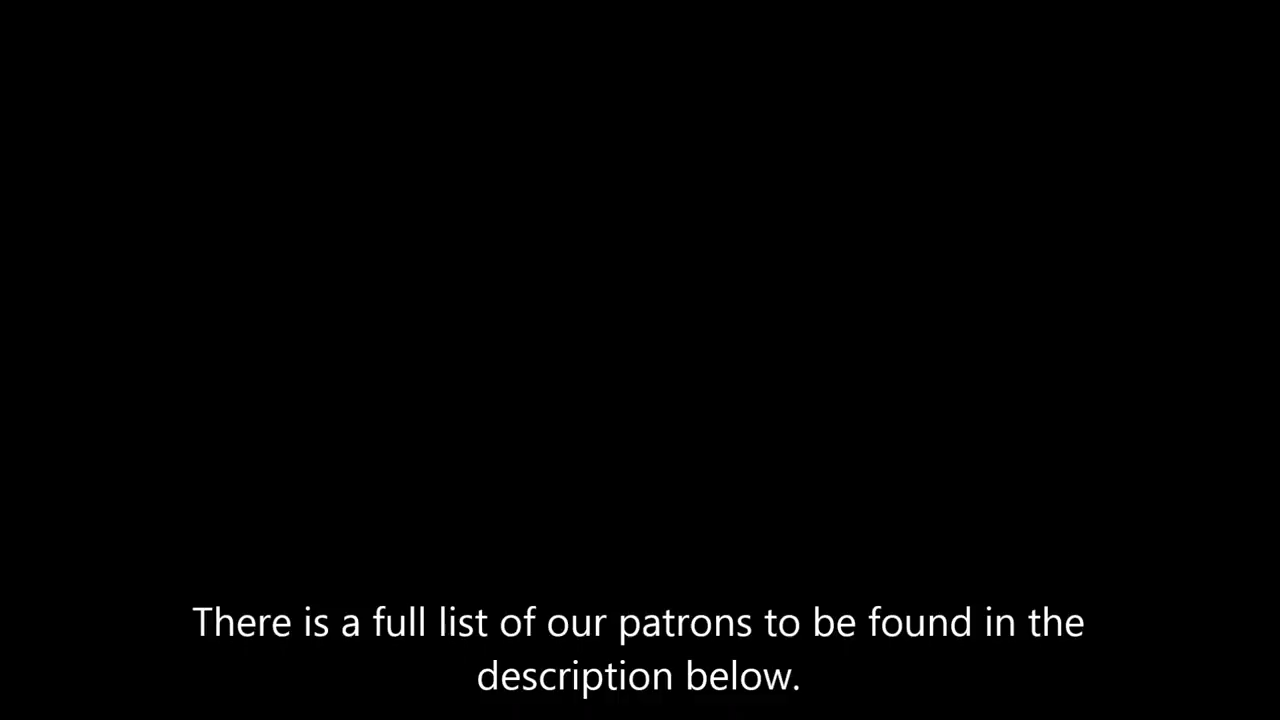 There is a full list of our patrons to be found in the
description below.